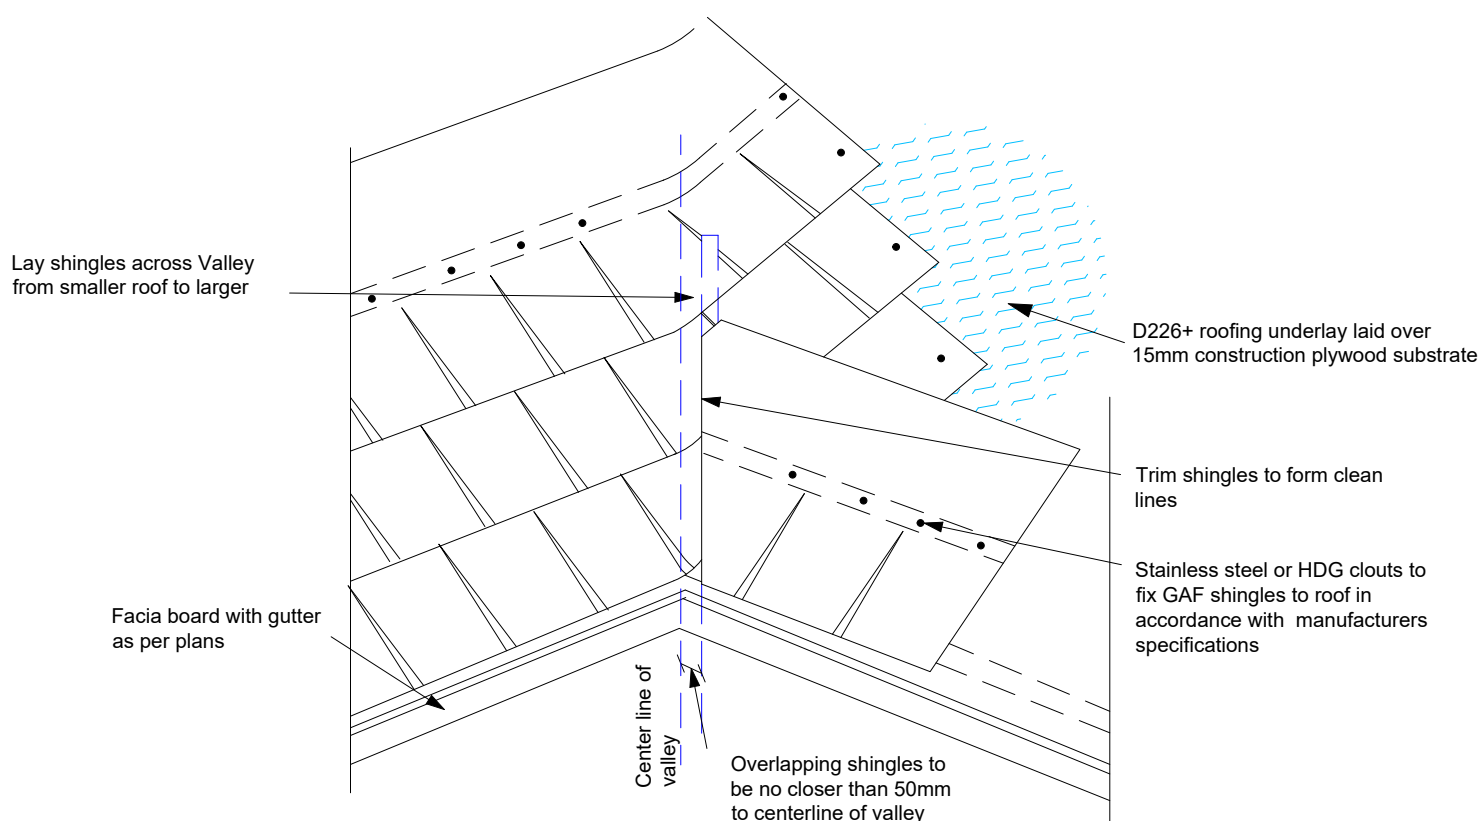 Lay shingles across Valley
from smaller roof to larger
D226+ roofing underlay laid over
15mm construction plywood substrate
Trim shingles to form clean
lines
Stainless steel or HDG clouts to
fix GAF shingles to roof in
accordance with manufacturers
specifications
Facia board with gutter
as per plans
Center line of
valley
Overlapping shingles to
be no closer than 50mm
to centerline of valley